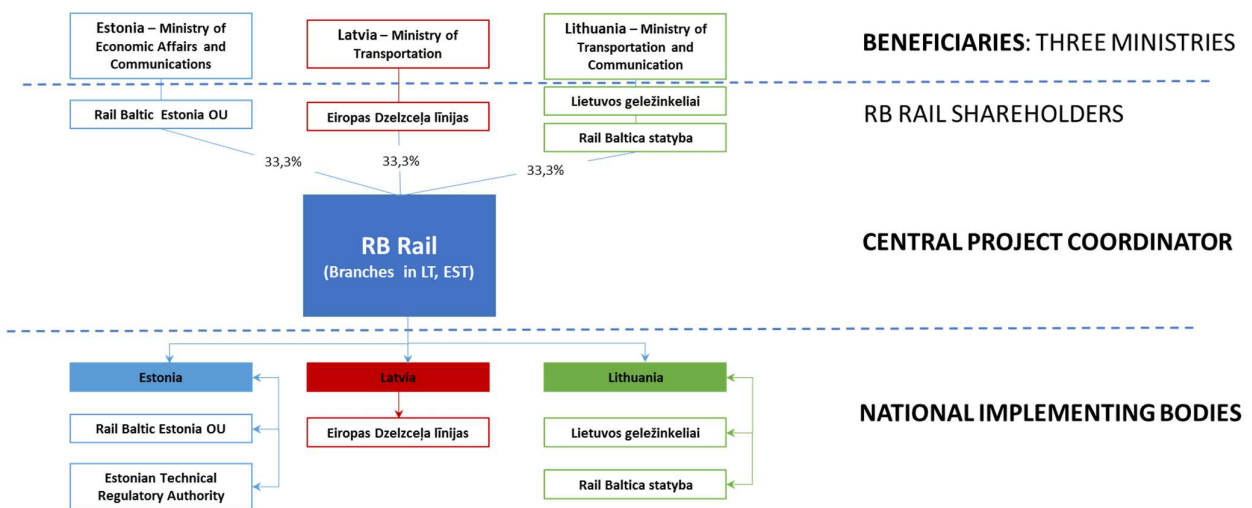 Estonia – Ministry of
Economic Affairs and
Communications
Latvia – Ministry of
Transportation
Lithuania – Ministry of
Transportation and
Communication
BENEFICIARIES: THREE MINISTRIES
Rail Baltic Estonia OU
Eiropas Dzelzceļa līnijas
Lietuvos geležinkeliai
Rail Baltica statyba
RB RAIL SHAREHOLDERS
33,3%
33,3%
33,3%
RB Rail
(Branches in LT, EST)
CENTRAL PROJECT COORDINATOR
Estonia
Latvia
Lithuania
Rail Baltic Estonia OU
Eiropas Dzelzceļa līnijas
Lietuvos geležinkeliai
NATIONAL IMPLEMENTING BODIES
Estonian Technical
Regulatory Authority
Rail Baltica statyba